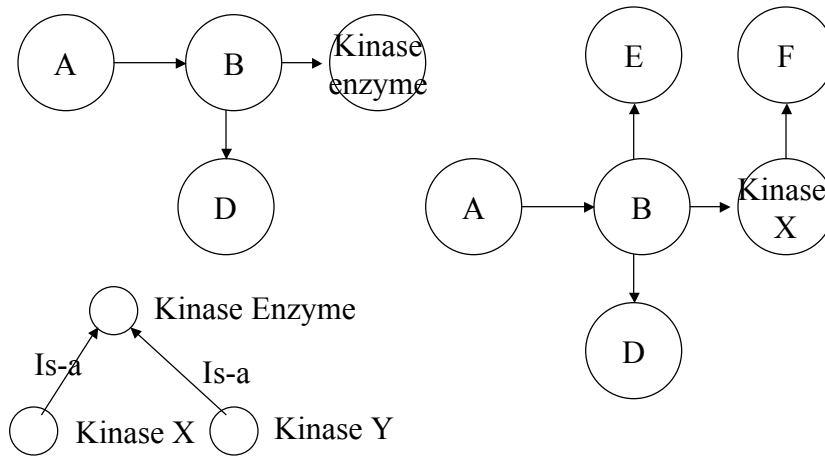 A
B
Kinase
enzyme
D
E
F
A
B
Kinase
X
D
Kinase Enzyme
Is-a
Is-a
Kinase X
Kinase Y